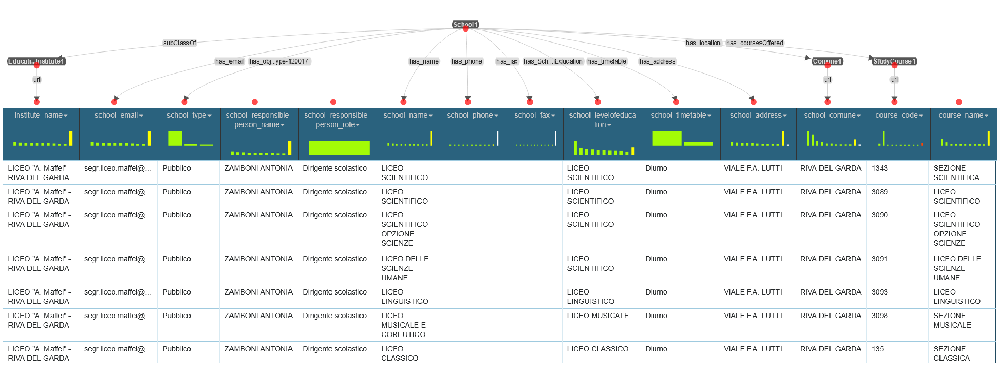 School1
subClassOf
has_location
has_coursesOffered
Educati...Institute1
has_email
has_obj...ype-120017
has_name
has_phone
has_fax
has_Sch...fEducation
has_timetable
has_address
Comune1
StudyCourse1
uri
uri
uri
institute_name
school_email
school_type
school_responsible_
person_name
school_responsible_
person_role
school_name
school_phone
school_fax
school_levelofeduca
tion
school_timetable
school_address
school_comune
course_code
course_name
LICEO "A. Maffei" -
RIVA DEL GARDA
segr.liceo.maffei@...
Pubblico
ZAMBONI ANTONIA
Dirigente scolastico
LICEO
SCIENTIFICO
LICEO
SCIENTIFICO
Diurno
VIALE F.A. LUTTI
RIVA DEL GARDA
1343
SEZIONE
SCIENTIFICA
LICEO "A. Maffei" -
RIVA DEL GARDA
segr.liceo.maffei@...
Pubblico
ZAMBONI ANTONIA
Dirigente scolastico
LICEO
SCIENTIFICO
LICEO
SCIENTIFICO
Diurno
VIALE F.A. LUTTI
RIVA DEL GARDA
3089
LICEO
SCIENTIFICO
LICEO "A. Maffei" -
RIVA DEL GARDA
segr.liceo.maffei@...
Pubblico
ZAMBONI ANTONIA
Dirigente scolastico
LICEO
SCIENTIFICO
OPZIONE
SCIENZE
LICEO
SCIENTIFICO
Diurno
VIALE F.A. LUTTI
RIVA DEL GARDA
3090
LICEO
SCIENTIFICO
OPZIONE
SCIENZE
LICEO "A. Maffei" -
RIVA DEL GARDA
segr.liceo.maffei@...
Pubblico
ZAMBONI ANTONIA
Dirigente scolastico
LICEO DELLE
SCIENZE
UMANE
LICEO
SCIENTIFICO
Diurno
VIALE F.A. LUTTI
RIVA DEL GARDA
3091
LICEO DELLE
SCIENZE
UMANE
LICEO "A. Maffei" -
RIVA DEL GARDA
segr.liceo.maffei@...
Pubblico
ZAMBONI ANTONIA
Dirigente scolastico
LICEO
LINGUISTICO
LICEO
LINGUISTICO
Diurno
VIALE F.A. LUTTI
RIVA DEL GARDA
3093
LICEO
LINGUISTICO
LICEO "A. Maffei" -
RIVA DEL GARDA
segr.liceo.maffei@...
Pubblico
ZAMBONI ANTONIA
Dirigente scolastico
LICEO
MUSICALE E
COREUTICO
LICEO MUSICALE
Diurno
VIALE F.A. LUTTI
RIVA DEL GARDA
3098
SEZIONE
MUSICALE
LICEO "A. Maffei" -
RIVA DEL GARDA
segr.liceo.maffei@...
Pubblico
ZAMBONI ANTONIA
Dirigente scolastico
LICEO
CLASSICO
LICEO CLASSICO
Diurno
VIALE F.A. LUTTI
RIVA DEL GARDA
135
SEZIONE
CLASSICA